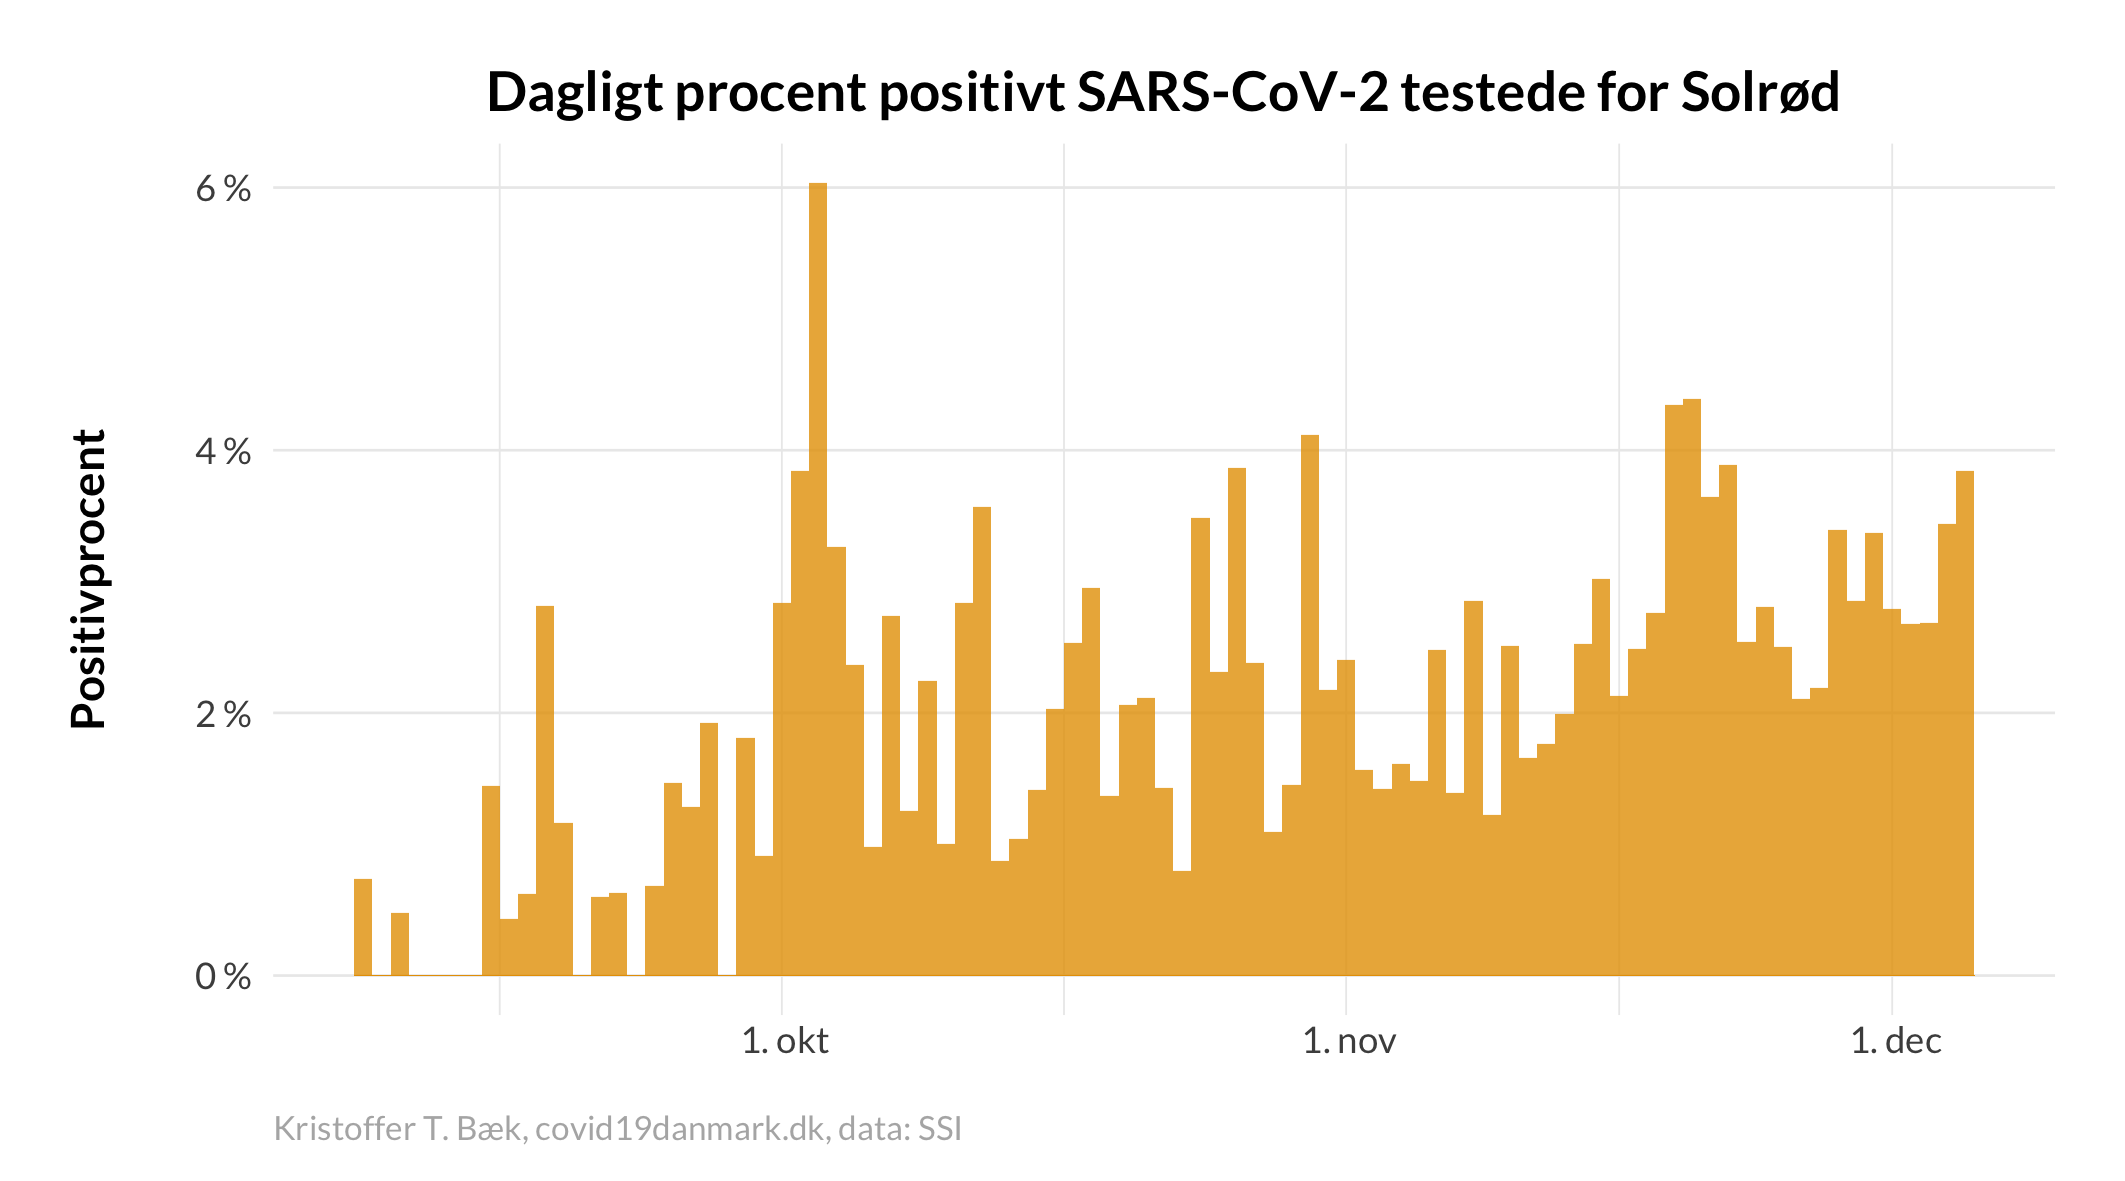 Dagligt procent positivt SARS-CoV-2 testede for Solrød
Positivprocent
6 %
4 %
2 %
0 %
1. okt
1. nov
1. dec
Kristoffer T. Bæk, covid19danmark.dk, data: SSI